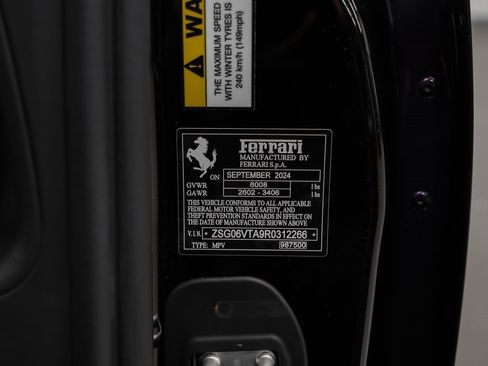 WA
THE MAXIMUM SPEED
WITH WINTER TYRES IS
240 km/h (149mph)
Ferrari
MANUFACTURED BY
FERRARI S.p.A.
ON SEPTEMBER 2024
GVWR 6008 lbs
GAWR 2602 - 3406 lbs
THIS VEHICLE CONFORMS TO ALL APPLICABLE
FEDERAL MOTOR VEHICLE SAFETY, AND
THEFT PREVENTION STANDARDS IN EFFECT ON
THE DATE OF MANUFACTURE SHOWN ABOVE
V.I.N. * ZSG06VTA9R0312266 *
TYPE: MPV 987500